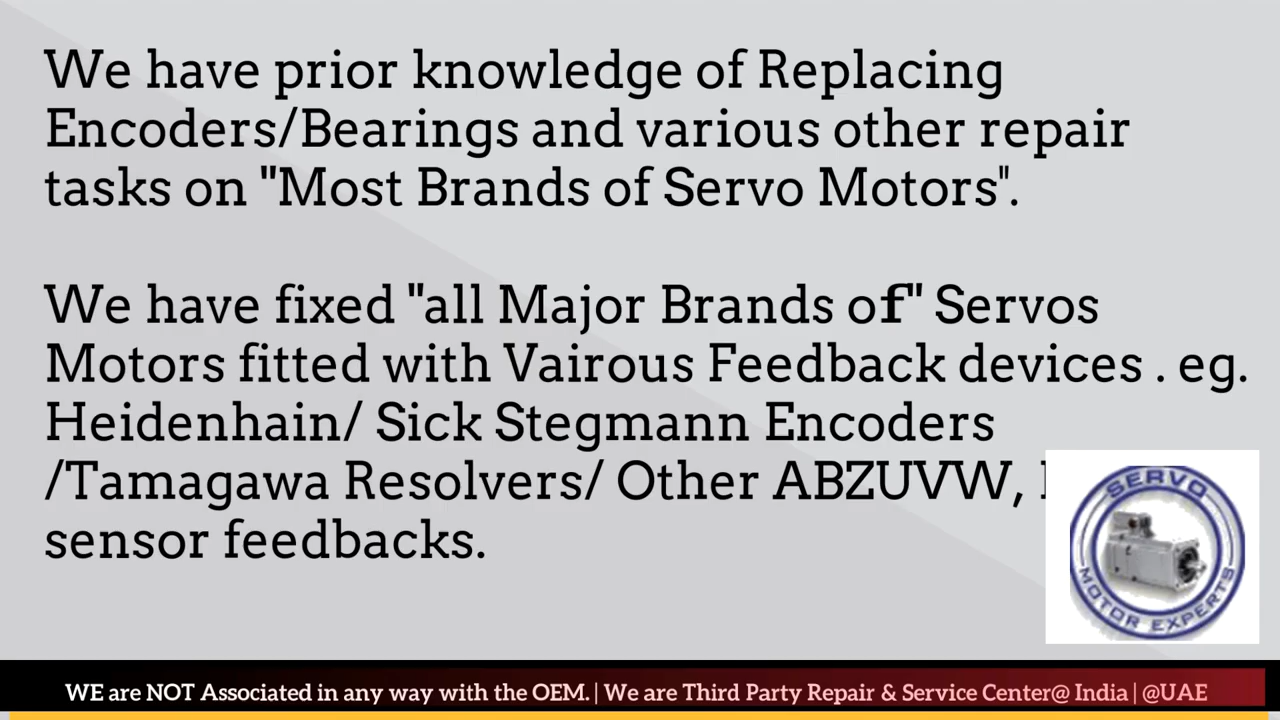 We have prior knowledge of Replacing
Encoders/Bearings and various other repair
tasks on "Most Brands of Servo Motors".
We have fixed "all Major Brands of" Servos
Motors fitted with Vairous Feedback devices . eg.
Heidenhain/ Sick Stegmann Encoders
/Tamagawa Resolvers/ Other ABZUVW,
sensor feedbacks.
SERVO
MOTOR EXPERTS
WE are NOT Associated in any way with the OEM. | We are Third Party Repair & Service Center@ India | @UAE